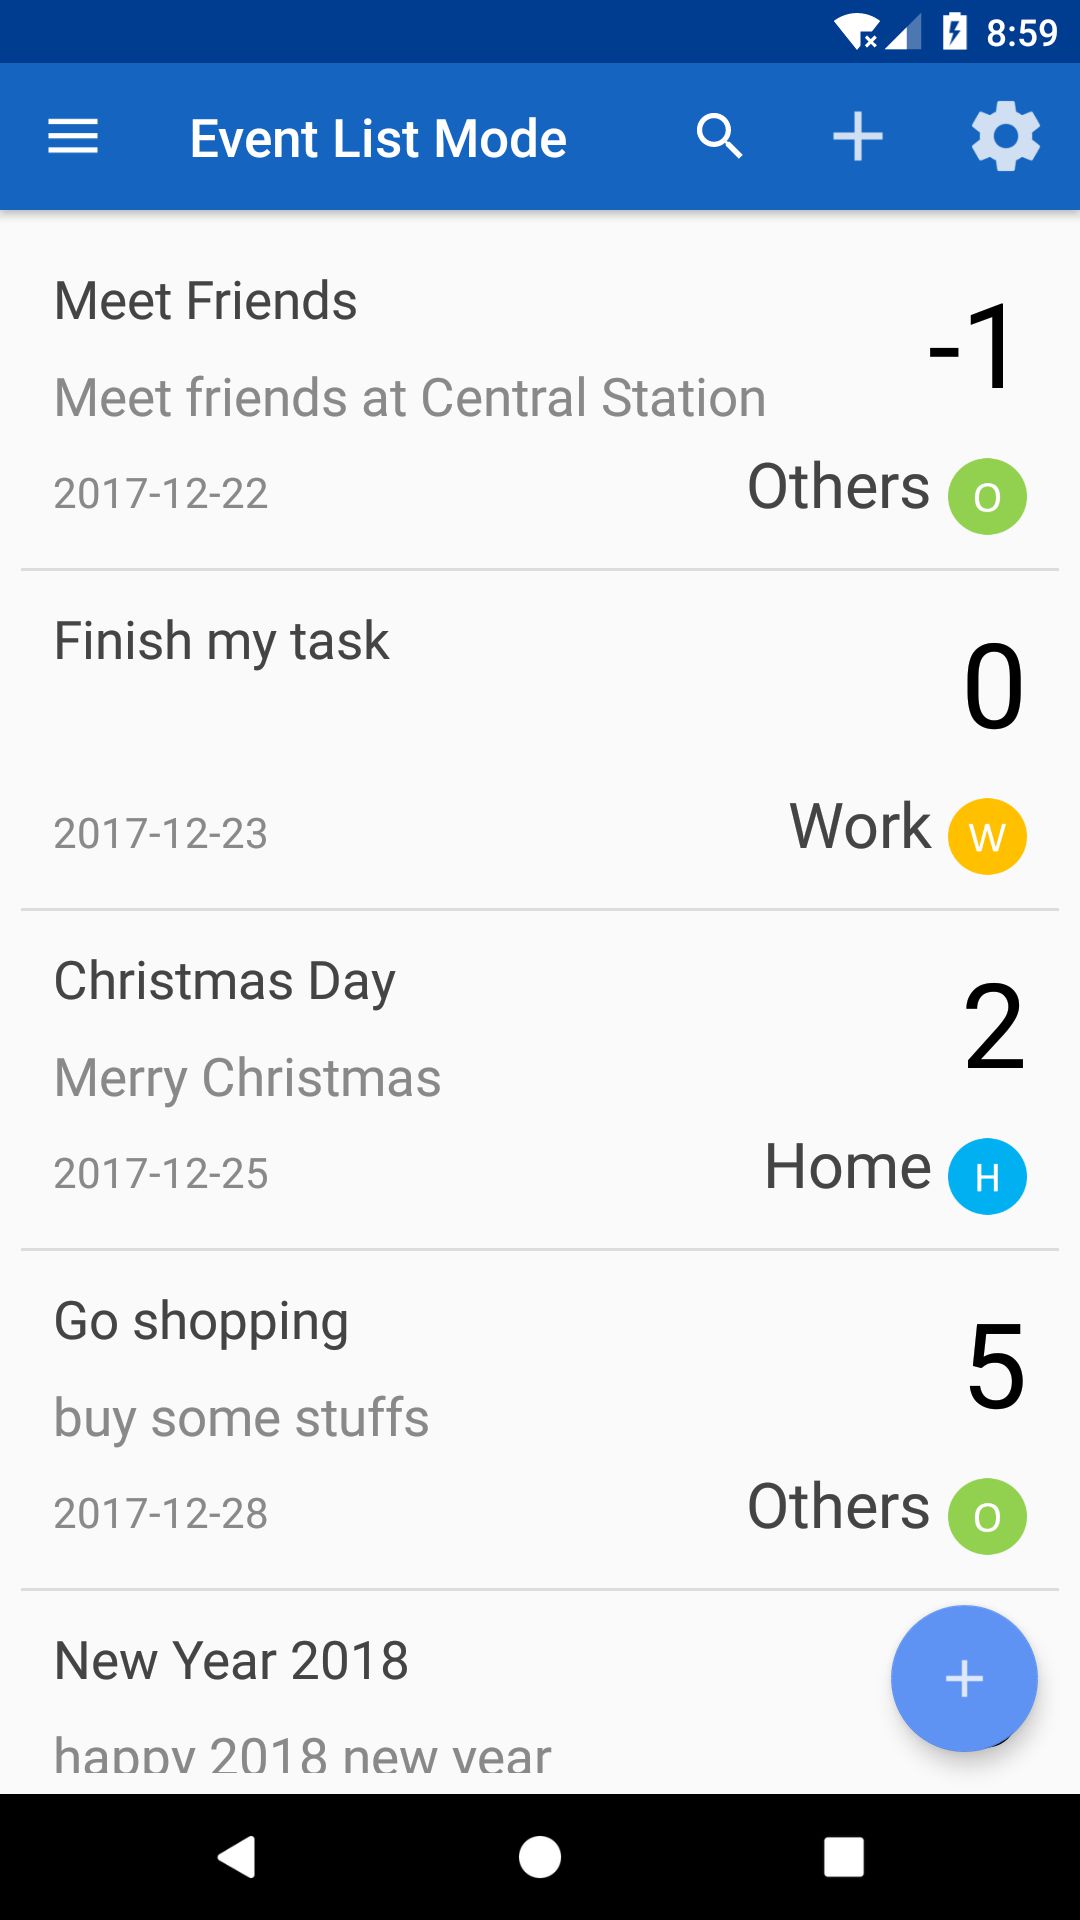 8:59
Event List Mode
Meet Friends
-1
Meet friends at Central Station
2017-12-22
Others O
Finish my task
0
2017-12-23
Work W
Christmas Day
2
Merry Christmas
2017-12-25
Home H
Go shopping
5
buy some stuffs
2017-12-28
Others O
New Year 2018
happy 2018 new year